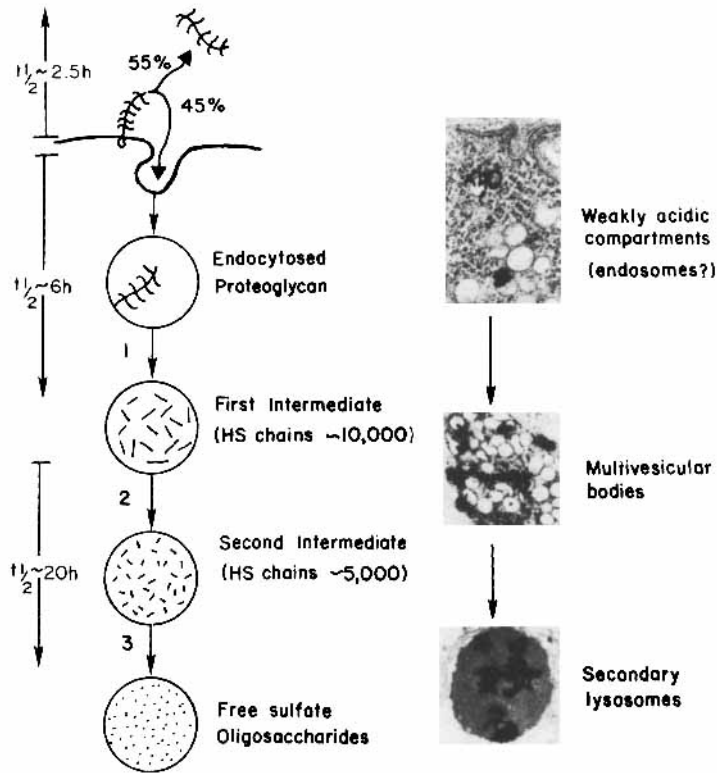 55%
t½~2.5h
45%
Endocytosed
Proteoglycan
t½~6h
1
First Intermediate
(HS chains ~10,000)
2
Second Intermediate
(HS chains ~5,000)
t½~20h
3
Free sulfate
Oligosaccharides
Weakly acidic
compartments
(endosomes?)
Multivesicular
bodies
Secondary
lysosomes